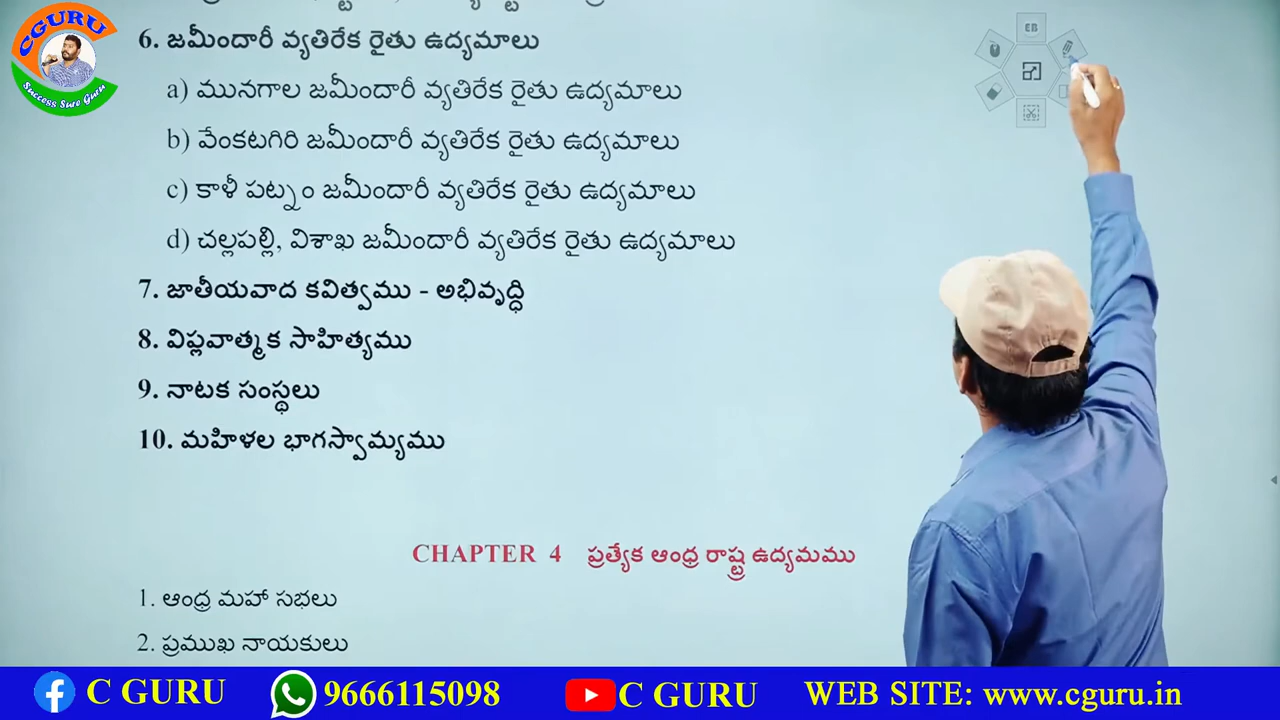 6. జమీందారీ వ్యతిరేక రైతు ఉద్యమాలు
a) మునగాల జమీందారీ వ్యతిరేక రైతు ఉద్యమాలు
b) వేంకటగిరి జమీందారీ వ్యతిరేక రైతు ఉద్యమాలు
c) కాళీ పట్నం జమీందారీ వ్యతిరేక రైతు ఉద్యమాలు
d) చల్లపల్లి, విశాఖ జమీందారీ వ్యతిరేక రైతు ఉద్యమాలు
7. జాతీయవాద కవిత్వము - అభివృద్ధి
8. విప్లవాత్మక సాహిత్యము
9. నాటక సంస్థలు
10. మహిళల భాగస్వామ్యము
CHAPTER 4 ప్రత్యేక ఆంధ్ర రాష్ట్ర ఉద్యమము
1. ఆంధ్ర మహా సభలు
2. ప్రముఖ నాయకులు
CGURU
Success Sure Guru
EB
C GURU 9666115098 C GURU WEB SITE: www.cguru.in